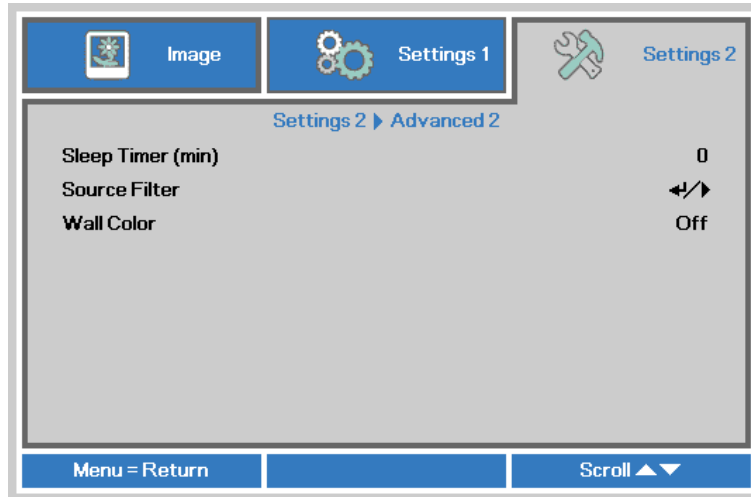 Image
Settings 1
Settings 2
Settings 2 ▶ Advanced 2
Sleep Timer (min) 0
Source Filter ↵/▶
Wall Color Off
Menu = Return
Scroll ▲▼